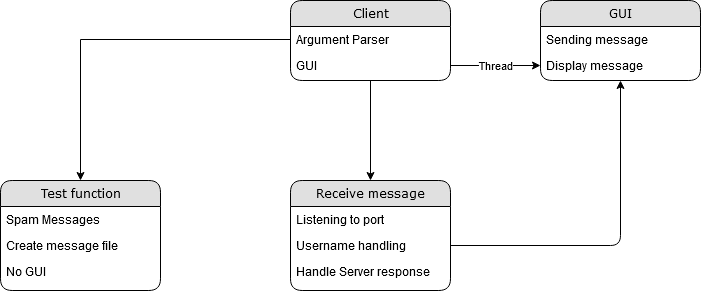 Client
Argument Parser
GUI
Thread
GUI
Sending message
Display message
Test function
Spam Messages
Create message file
No GUI
Receive message
Listening to port
Username handling
Handle Server response